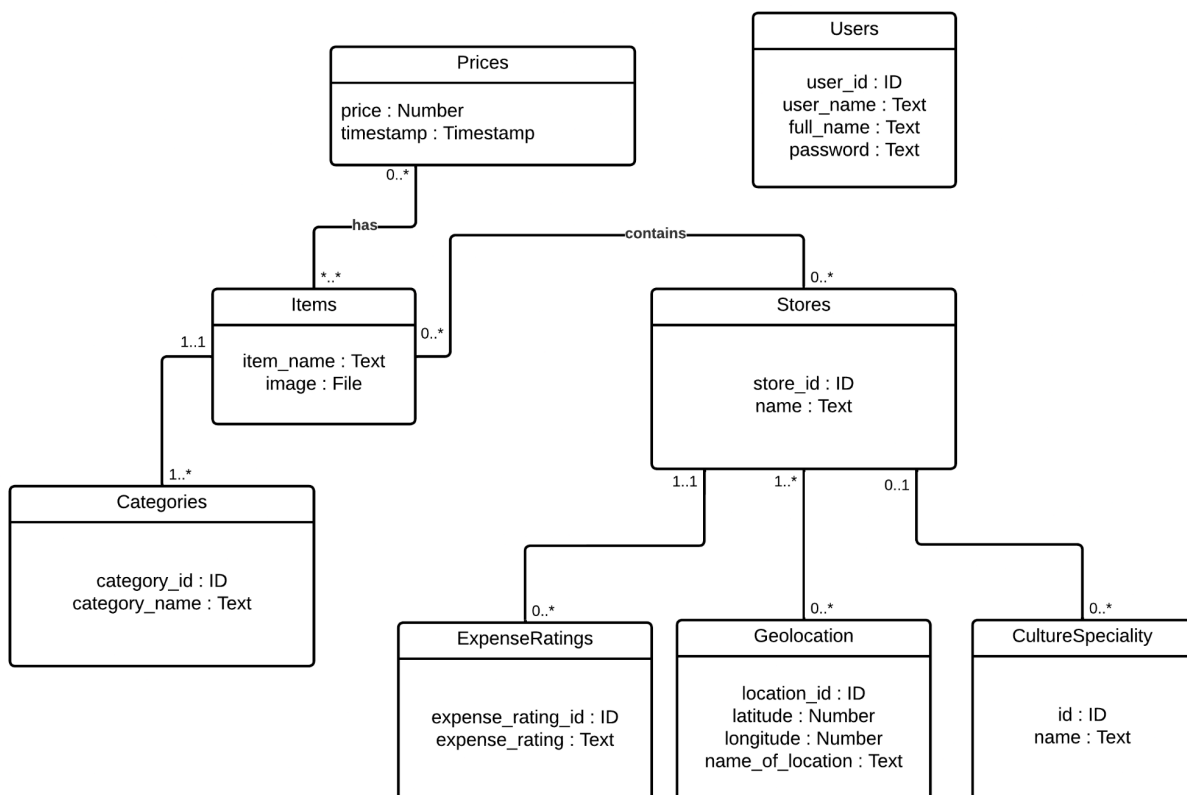 Users
user_id : ID
user_name : Text
full_name : Text
password : Text
Prices
price : Number
timestamp : Timestamp
0..*
has
*..*
contains
0..*
0..*
Items
item_name : Text
image : File
1..1
1..*
Stores
store_id : ID
name : Text
1..1
1..*
0..1
Categories
category_id : ID
category_name : Text
0..*
0..*
0..*
ExpenseRatings
expense_rating_id : ID
expense_rating : Text
Geolocation
location_id : ID
latitude : Number
longitude : Number
name_of_location : Text
CultureSpeciality
id : ID
name : Text